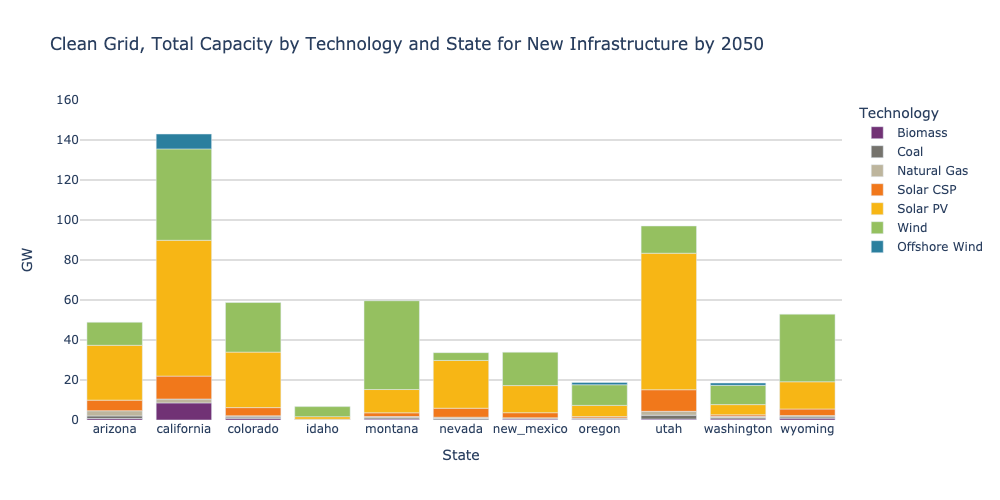 Clean Grid, Total Capacity by Technology and State for New Infrastructure by 2050
160
140
120
100
80
60
40
20
0
GW
arizona california colorado idaho montana nevada new_mexico oregon utah washington wyoming
State
Technology
Biomass
Coal
Natural Gas
Solar CSP
Solar PV
Wind
Offshore Wind